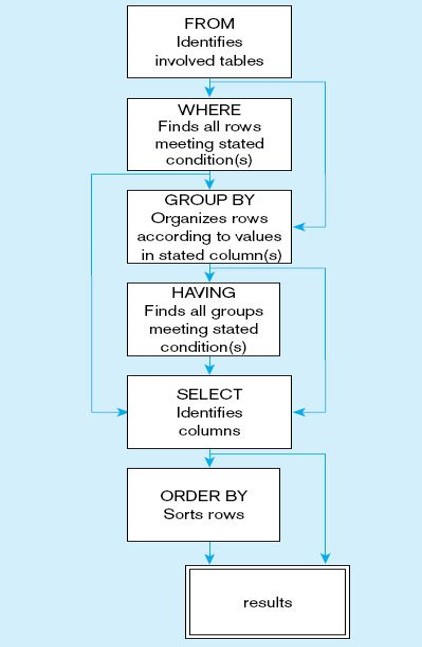 FROM
Identifies
involved tables
WHERE
Finds all rows
meeting stated
condition(s)
GROUP BY
Organizes rows
according to values
in stated column(s)
HAVING
Finds all groups
meeting stated
condition(s)
SELECT
Identifies
columns
ORDER BY
Sorts rows
results